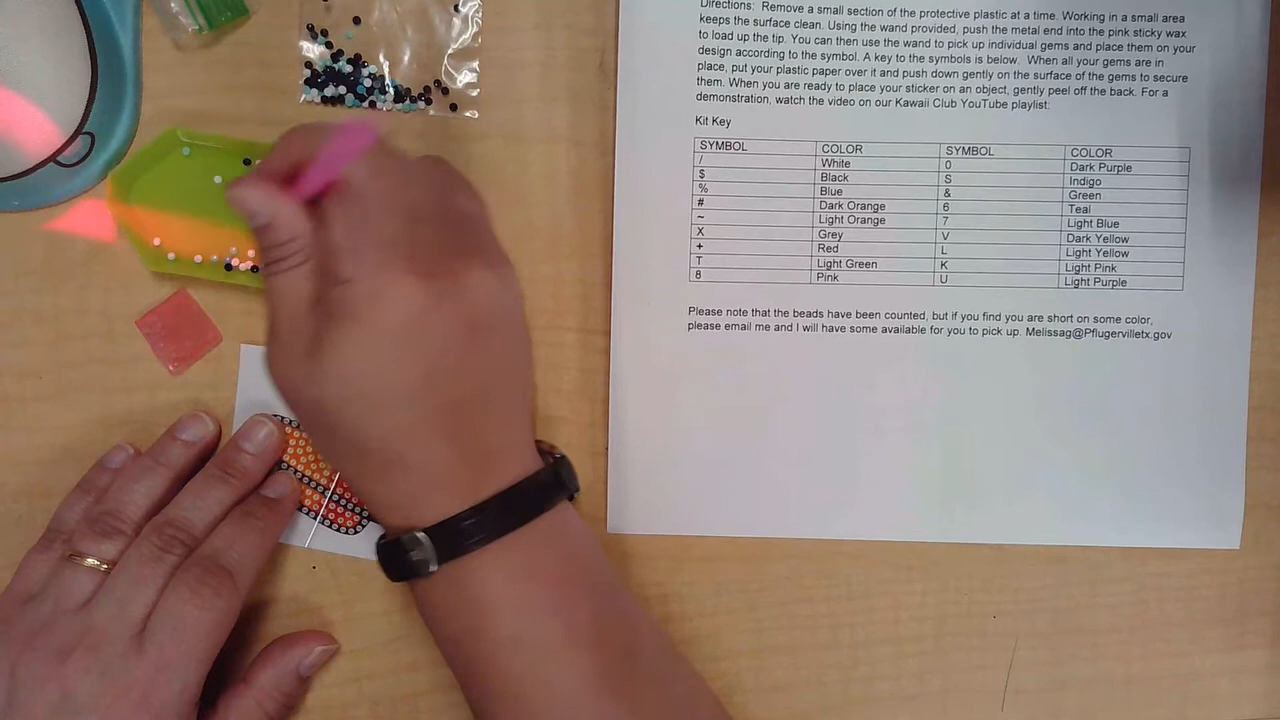 Directions: Remove a small section of the protective plastic at a time. Working in a small area
keeps the surface clean. Using the wand provided, push the metal end into the pink sticky wax
to load up the tip. You can then use the wand to pick up individual gems and place them on your
design according to the symbol. A key to the symbols is below. When all your gems are in
place, put your plastic paper over it and push down gently on the surface of the gems to secure
them. When you are ready to place your sticker on an object, gently peel off the back. For a
demonstration, watch the video on our Kawaii Club YouTube playlist:
Kit Key
SYMBOL COLOR SYMBOL COLOR
/ White 0 Dark Purple
$ Black S Indigo
% Blue & Green
# Dark Orange 6 Teal
~ Light Orange 7 Light Blue
X Grey V Dark Yellow
+ Red L Light Yellow
T Light Green K Light Pink
8 Pink U Light Purple
Please note that the beads have been counted, but if you find you are short on some color,
please email me and I will have some available for you to pick up. Melissag@Pflugervilletx.gov